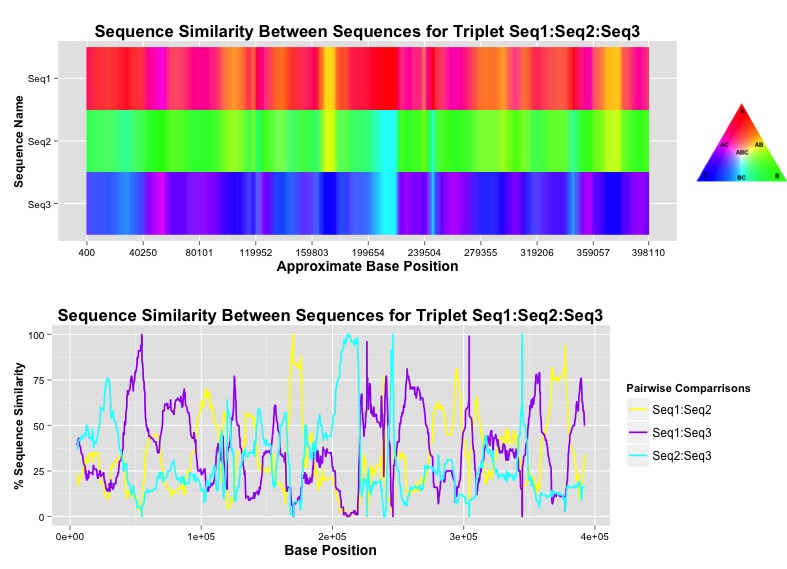 Sequence Similarity Between Sequences for Triplet Seq1:Seq2:Seq3
Sequence Name
Seq1
Seq2
Seq3
400 40250 80101 119952 159803 199654 239504 279355 319206 359057 398110
Approximate Base Position
AC AB
ABC
BC B
Sequence Similarity Between Sequences for Triplet Seq1:Seq2:Seq3
% Sequence Similarity
100
75
50
25
0
0e+00 1e+05 2e+05 3e+05 4e+05
Base Position
Pairwise Comparrisons
Seq1:Seq2
Seq1:Seq3
Seq2:Seq3